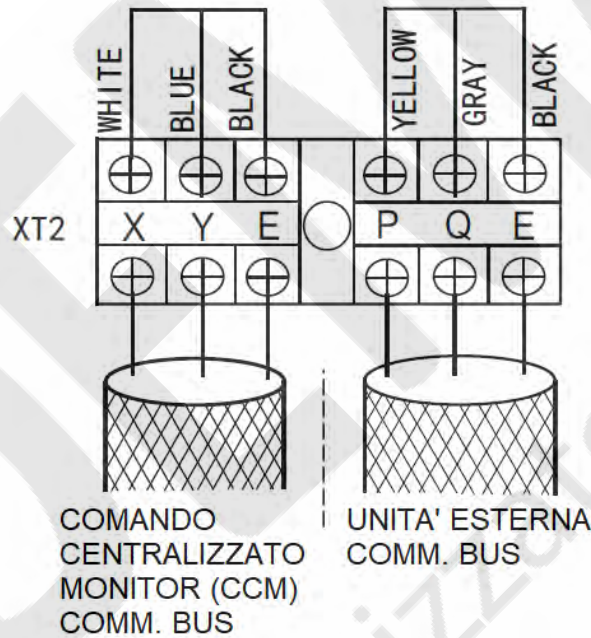 WHITE
BLUE
BLACK
YELLOW
GRAY
BLACK
XT2
X Y E P Q E
COMANDO
CENTRALIZZATO
MONITOR (CCM)
COMM. BUS
UNITA' ESTERNA
COMM. BUS